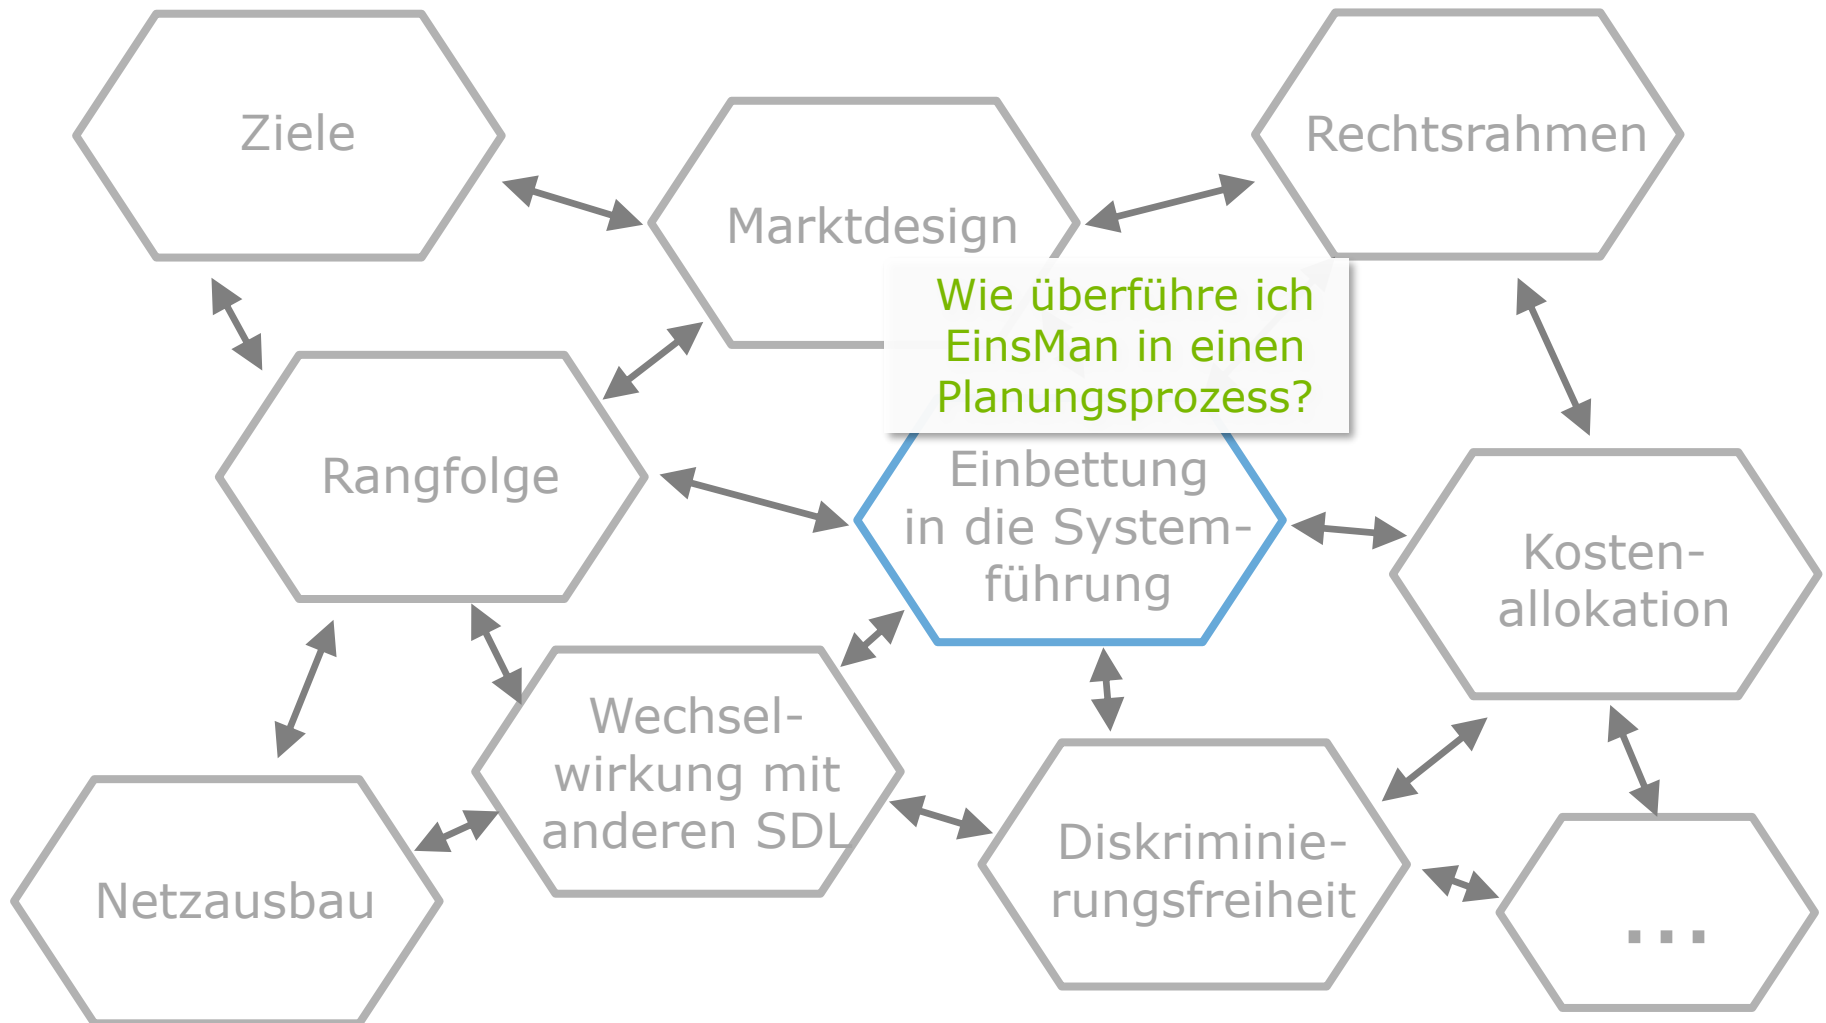 Ziele
Marktdesign
Rechtsrahmen
Wie überführe ich
EinsMan in einen
Planungsprozess?
Rangfolge
Einbettung
in die System-
führung
Kosten-
allokation
Wechsel-
wirkung mit
anderen SDL
Netzausbau
Diskriminie-
rungsfreiheit
...